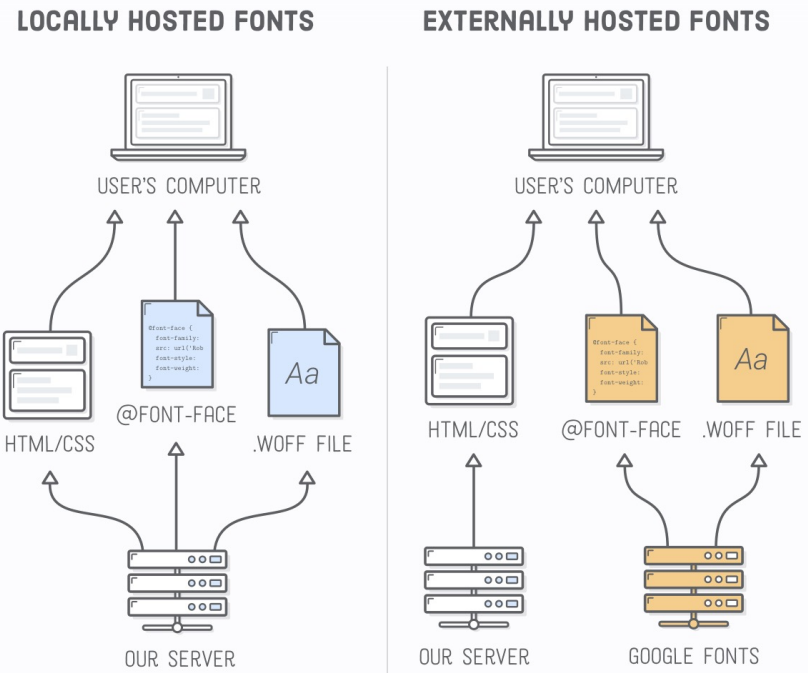 LOCALLY HOSTED FONTS
USER'S COMPUTER
@font-face {
font-family:
src: url('Rob
font-style:
font-weight:
}
Aa
HTML/CSS
@FONT-FACE
.WOFF FILE
OUR SERVER
EXTERNALLY HOSTED FONTS
USER'S COMPUTER
@font-face {
font-family:
src: url('Rob
font-style:
font-weight:
}
Aa
HTML/CSS
@FONT-FACE
.WOFF FILE
OUR SERVER
GOOGLE FONTS